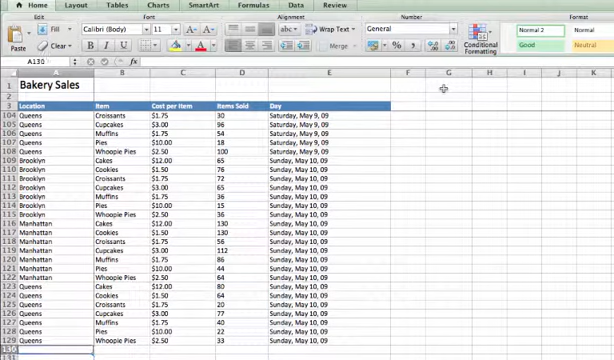 Home Layout Tables Charts SmartArt Formulas Data Review
Edit Font Alignment Number Format
Paste Fill Calibri (Body) 11 abc Wrap Text General Normal 2
Clear B I U A Merge % Conditional Formatting Good Neutral
A130
A B C D E F G H I J K
1 Bakery Sales
2
3 Location Item Cost per Item Items Sold Day
104 Queens Croissants $1.75 30 Saturday, May 9, 09
105 Queens Cupcakes $3.00 96 Saturday, May 9, 09
106 Queens Muffins $1.75 54 Saturday, May 9, 09
107 Queens Pies $10.00 18 Saturday, May 9, 09
108 Queens Whoopie Pies $2.50 100 Saturday, May 9, 09
109 Brooklyn Cakes $12.00 65 Sunday, May 10, 09
110 Brooklyn Cookies $1.50 76 Sunday, May 10, 09
111 Brooklyn Croissants $1.75 72 Sunday, May 10, 09
112 Brooklyn Cupcakes $3.00 65 Sunday, May 10, 09
113 Brooklyn Muffins $1.75 36 Sunday, May 10, 09
114 Brooklyn Pies $10.00 15 Sunday, May 10, 09
115 Brooklyn Whoopie Pies $2.50 36 Sunday, May 10, 09
116 Manhattan Cakes $12.00 130 Sunday, May 10, 09
117 Manhattan Cookies $1.50 130 Sunday, May 10, 09
118 Manhattan Croissants $1.75 56 Sunday, May 10, 09
119 Manhattan Cupcakes $3.00 112 Sunday, May 10, 09
120 Manhattan Muffins $1.75 86 Sunday, May 10, 09
121 Manhattan Pies $10.00 44 Sunday, May 10, 09
122 Manhattan Whoopie Pies $2.50 64 Sunday, May 10, 09
123 Queens Cakes $12.00 80 Sunday, May 10, 09
124 Queens Cookies $1.50 64 Sunday, May 10, 09
125 Queens Croissants $1.75 20 Sunday, May 10, 09
126 Queens Cupcakes $3.00 77 Sunday, May 10, 09
127 Queens Muffins $1.75 40 Sunday, May 10, 09
128 Queens Pies $10.00 22 Sunday, May 10, 09
129 Queens Whoopie Pies $2.50 33 Sunday, May 10, 09
130
131